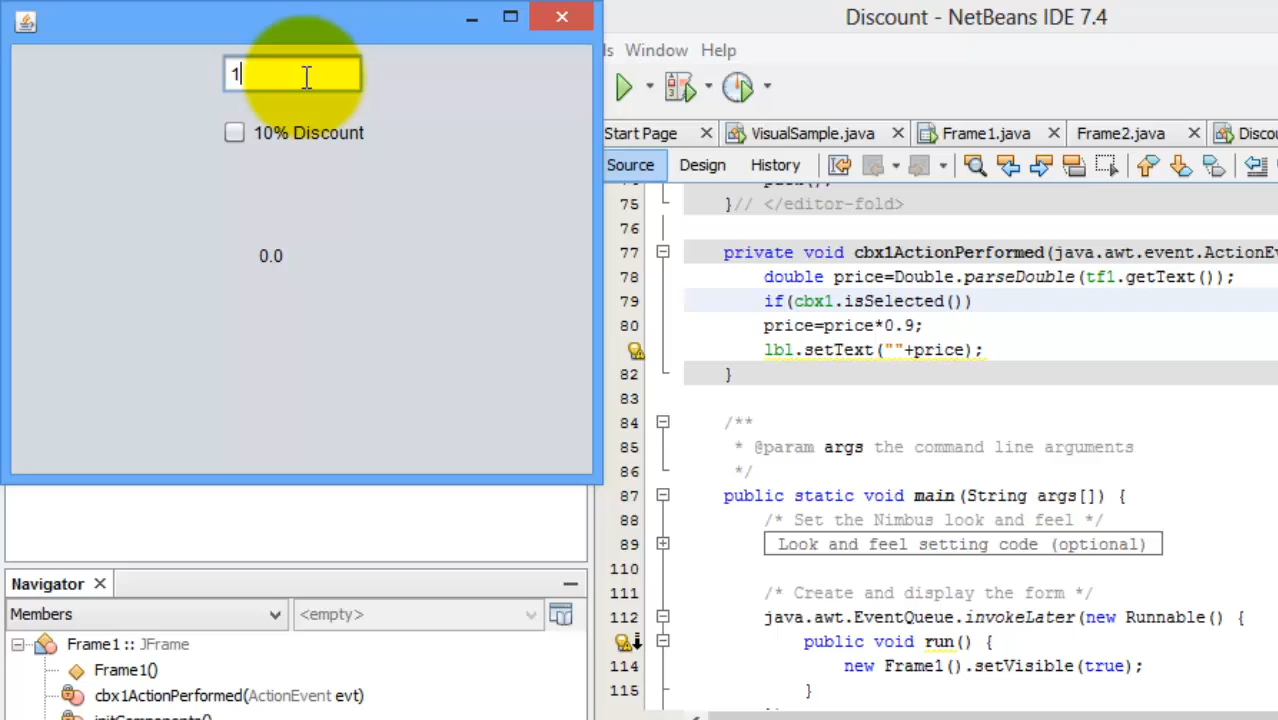 1
10% Discount
0.0
Discount - NetBeans IDE 7.4
ls Window Help
Start Page VisualSample.java Frame1.java Frame2.java Disco
Source Design History
75 }// </editor-fold>
76
77 private void cbx1ActionPerformed(java.awt.event.ActionEv
78 double price=Double.parseDouble(tf1.getText());
79 if(cbx1.isSelected())
80 price=price*0.9;
lbl.setText(""+price);
82 }
83
84 /**
85 * @param args the command line arguments
86 */
87 public static void main(String args[]) {
88 /* Set the Nimbus look and feel */
89 Look and feel setting code (optional)
110
111 /* Create and display the form */
112 java.awt.EventQueue.invokeLater(new Runnable() {
public void run() {
114 new Frame1().setVisible(true);
115 }
Navigator
Members <empty>
Frame1 :: JFrame
Frame1()
cbx1ActionPerformed(ActionEvent evt)
initComponents()